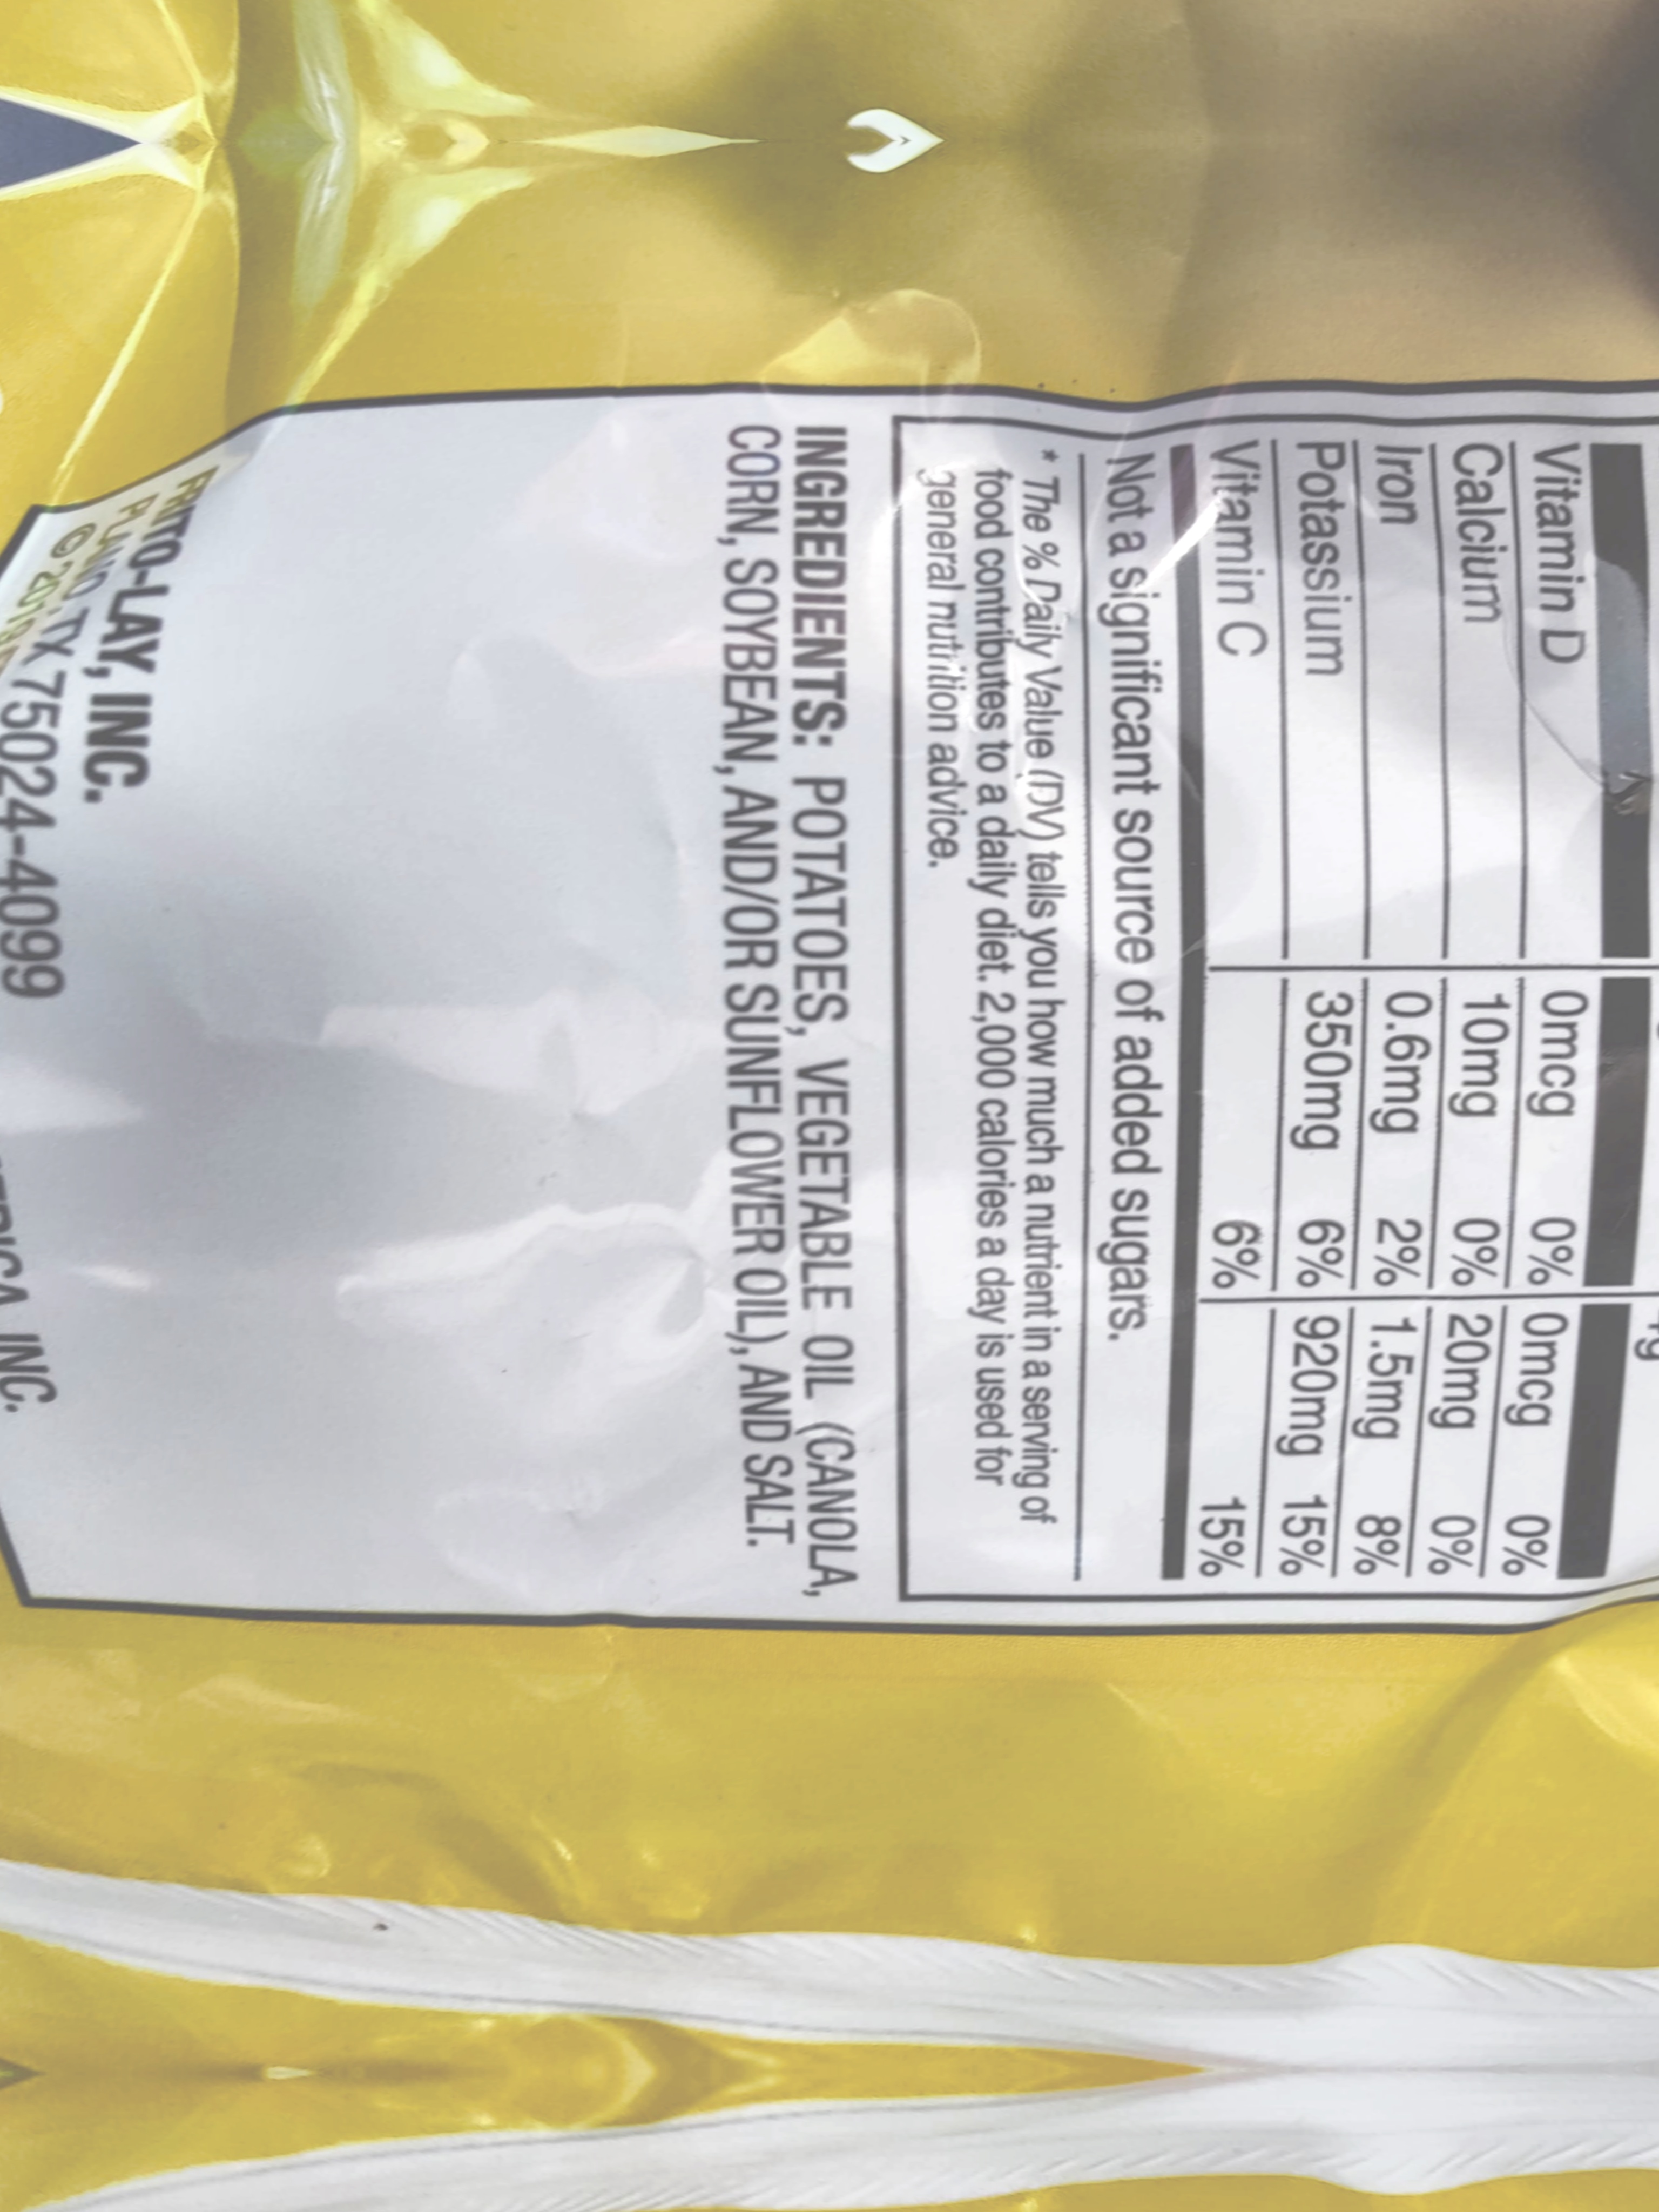 Vitamin D 0mcg 0% 0mcg 0%
Calcium 10mg 0% 20mg 0%
Iron 0.6mg 2% 1.5mg 8%
Potassium 350mg 6% 920mg 15%
Vitamin C 6% 15%
Not a significant source of added sugars.
* The % Daily Value (DV) tells you how much a nutrient in a serving of
food contributes to a daily diet. 2,000 calories a day is used for
general nutrition advice.
INGREDIENTS: POTATOES, VEGETABLE OIL (CANOLA,
CORN, SOYBEAN, AND/OR SUNFLOWER OIL), AND SALT.
FRITO-LAY, INC.
PLANO, TX 75024-4099
©
INC.